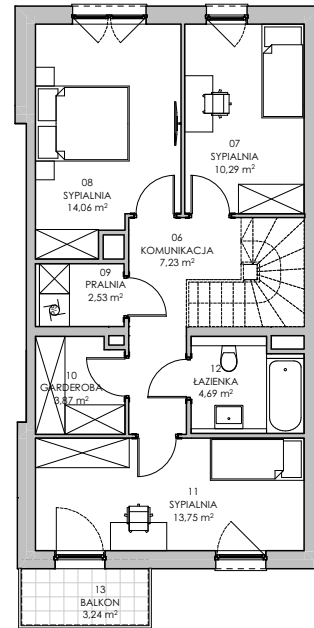 07
SYPIALNIA
10,29 m²
08
SYPIALNIA
14,06 m²
06
KOMUNIKACJA
7,23 m²
09
PRALNIA
2,53 m²
10
GARDEROBA
3,87 m²
12
ŁAZIENKA
4,69 m²
11
SYPIALNIA
13,75 m²
13
BALKON
3,24 m²